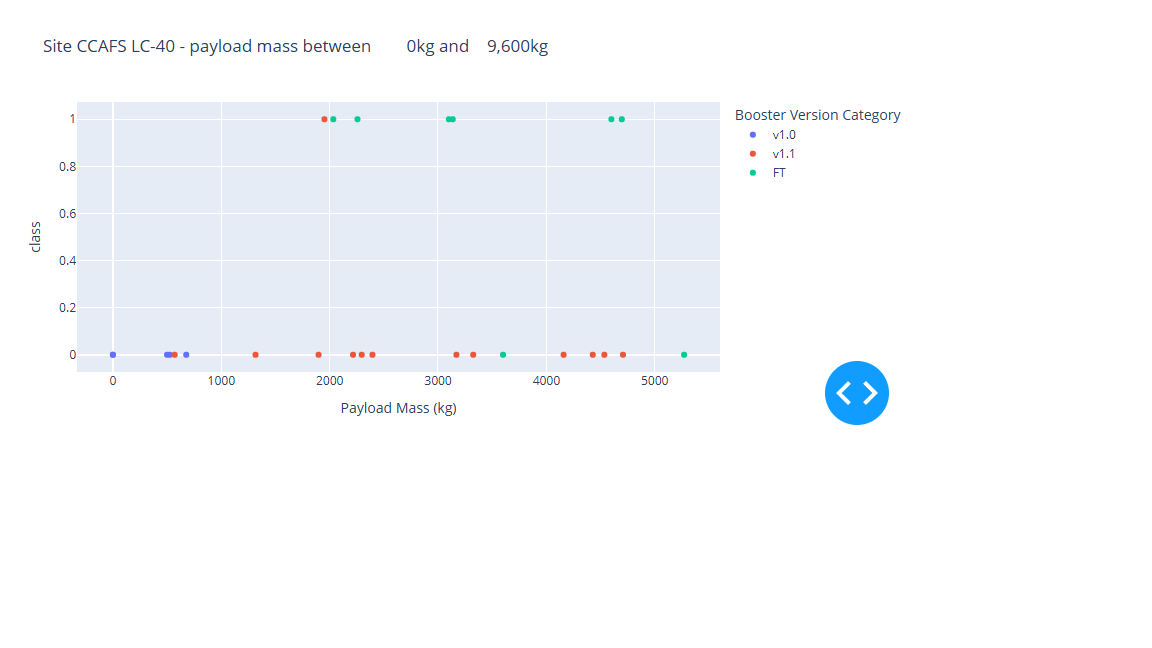 Site CCAFS LC-40 - payload mass between 0kg and 9,600kg
Booster Version Category
v1.0
v1.1
FT
class
1
0.8
0.6
0.4
0.2
0
0 1000 2000 3000 4000 5000
Payload Mass (kg)